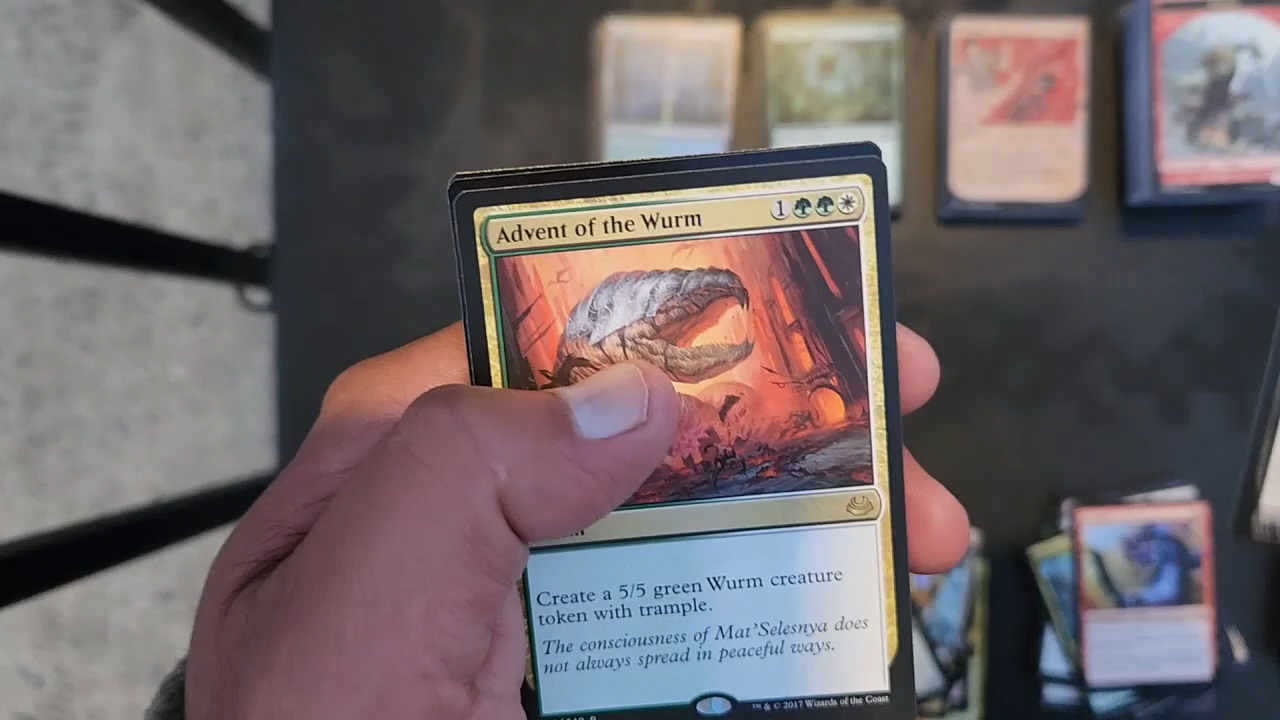 Advent of the Wurm 1
Create a 5/5 green Wurm creature
token with trample.
The consciousness of Mat'Selesnya does
not always spread in peaceful ways.
™ & © 2017 Wizards of the Coast